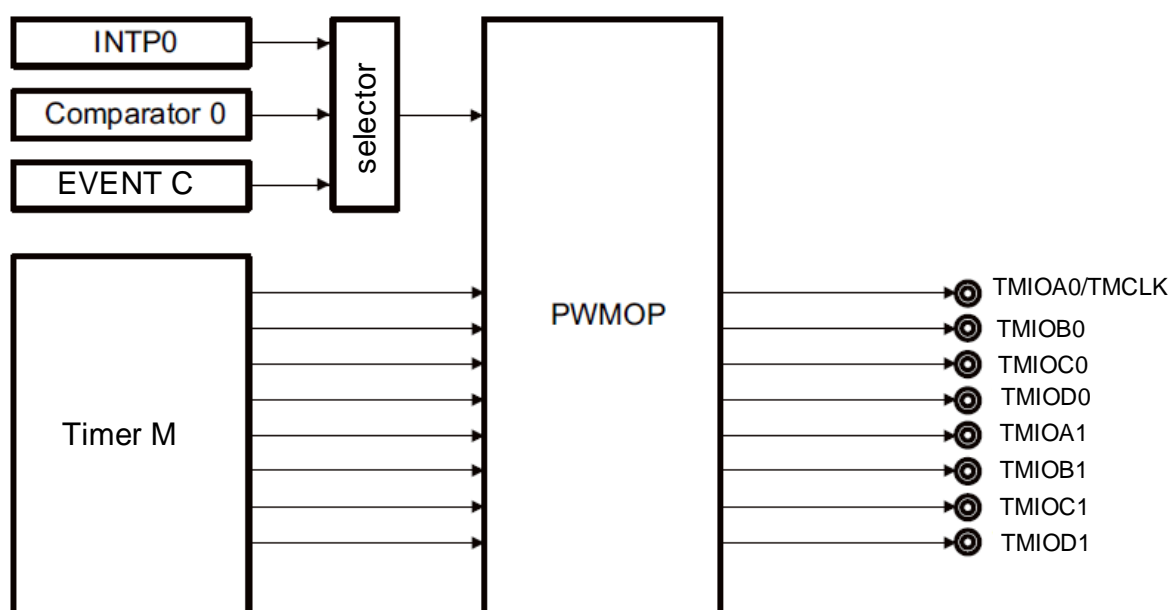 INTP0
Comparator 0
EVENT C
selector
Timer M
PWMOP
TMIOA0/TMCLK
TMIOB0
TMIOC0
TMIOD0
TMIOA1
TMIOB1
TMIOC1
TMIOD1